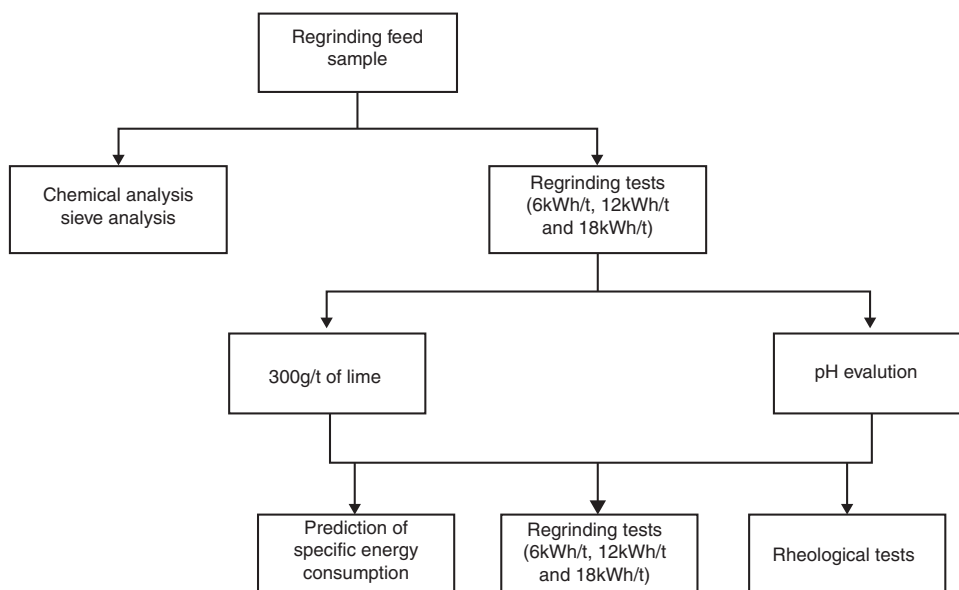 Regrinding feed
sample
Chemical analysis
sieve analysis
Regrinding tests
(6kWh/t, 12kWh/t
and 18kWh/t)
300g/t of lime
pH evalution
Prediction of
specific energy
consumption
Regrinding tests
(6kWh/t, 12kWh/t
and 18kWh/t)
Rheological tests